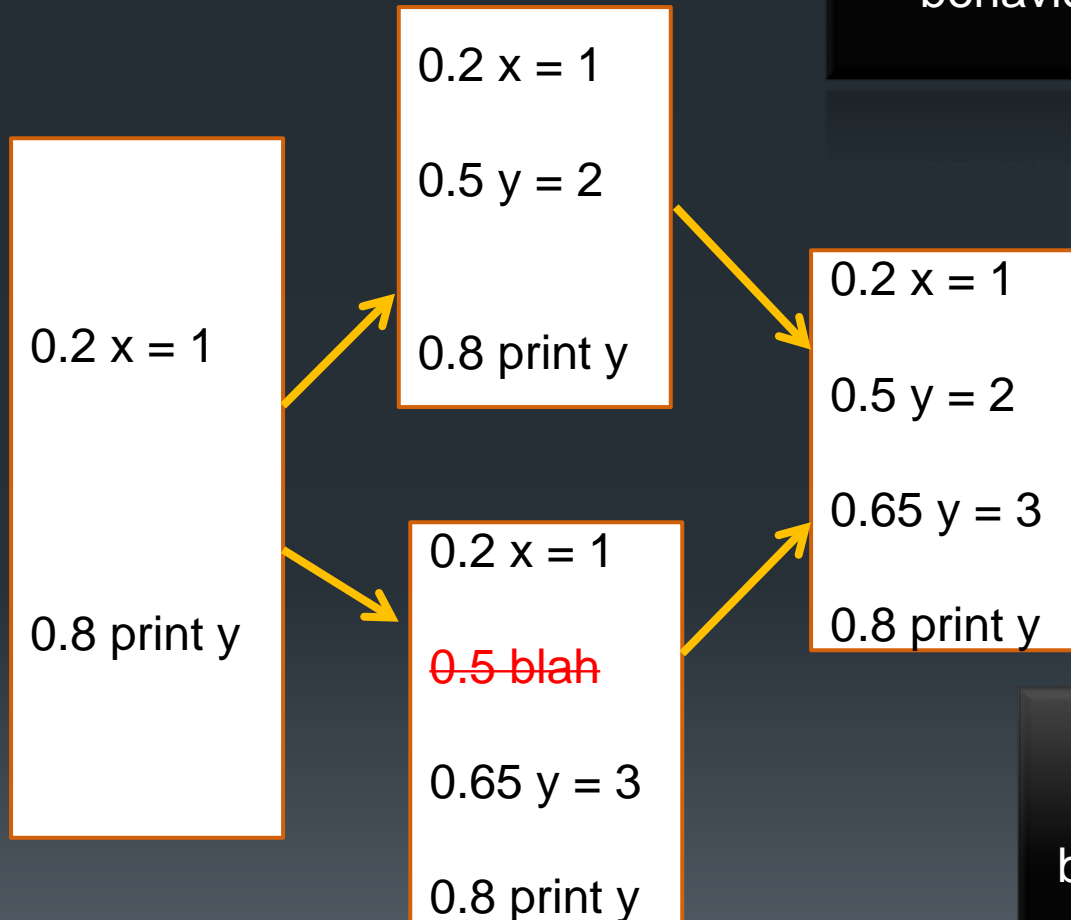 0.2 x = 1
0.8 print y
0.2 x = 1
0.5 y = 2
0.8 print y
0.2 x = 1
0.5 blah
0.65 y = 3
0.8 print y
0.2 x = 1
0.5 y = 2
0.65 y = 3
0.8 print y